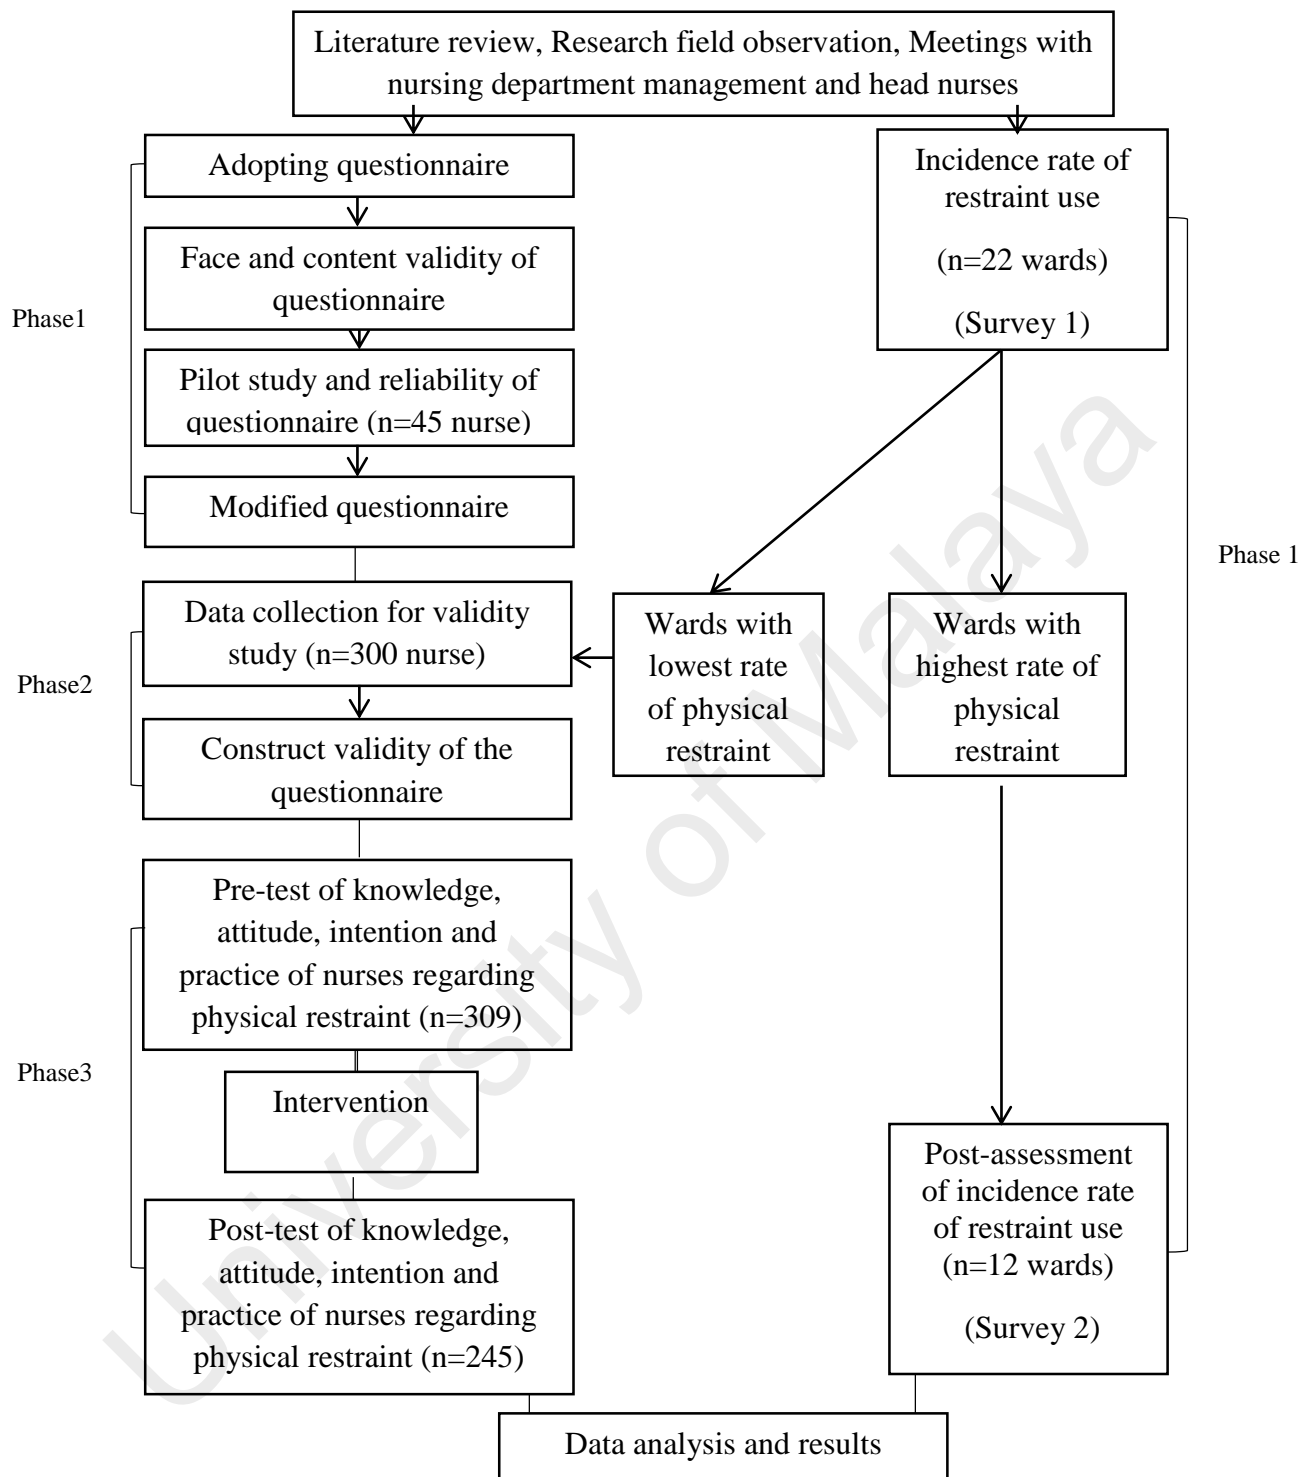 Literature review, Research field observation, Meetings with
nursing department management and head nurses
Adopting questionnaire
Face and content validity of
questionnaire
Pilot study and reliability of
questionnaire (n=45 nurse)
Modified questionnaire
Phase1
Incidence rate of
restraint use
(n=22 wards)
(Survey 1)
Phase 1
Data collection for validity
study (n=300 nurse)
Construct validity of the
questionnaire
Phase2
Wards with
lowest rate
of physical
restraint
Wards with
highest rate of
physical
restraint
Pre-test of knowledge,
attitude, intention and
practice of nurses regarding
physical restraint (n=309)
Phase3
Intervention
Post-test of knowledge,
attitude, intention and
practice of nurses regarding
physical restraint (n=245)
Post-assessment
of incidence rate
of restraint use
(n=12 wards)
(Survey 2)
Data analysis and results
University of Malaya